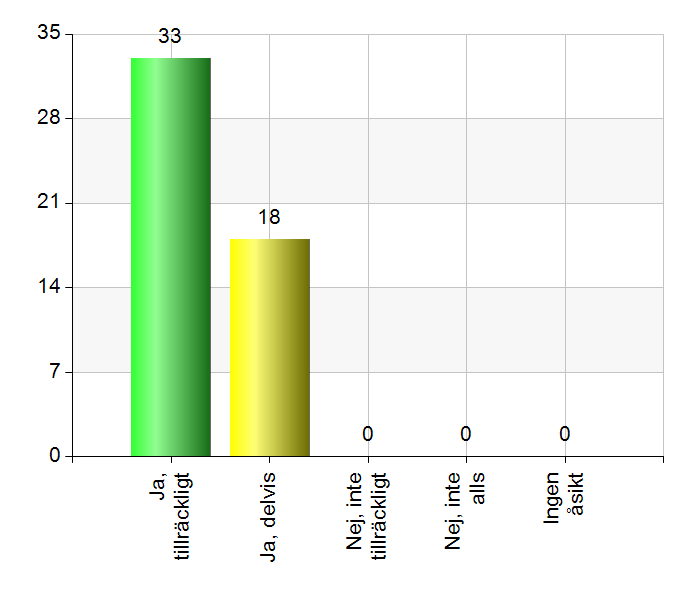 35
33
28
21
18
14
7
0
0
0
0
Ja,
tillräckligt
Ja, delvis
Nej, inte
tillräckligt
Nej, inte
alls
Ingen
åsikt